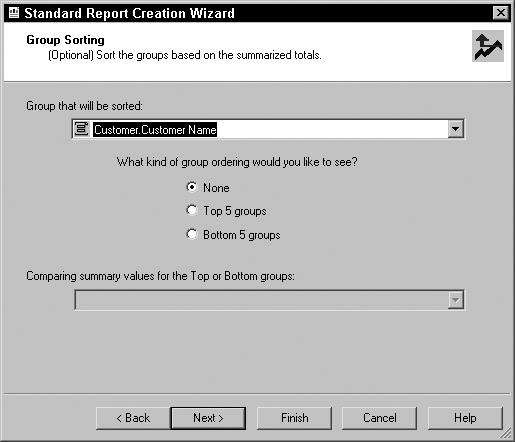 Standard Report Creation Wizard
Group Sorting
(Optional) Sort the groups based on the summarized totals.
Group that will be sorted:
Customer.Customer Name
What kind of group ordering would you like to see?
None
Top 5 groups
Bottom 5 groups
Comparing summary values for the Top or Bottom groups:
< Back Next > Finish Cancel Help